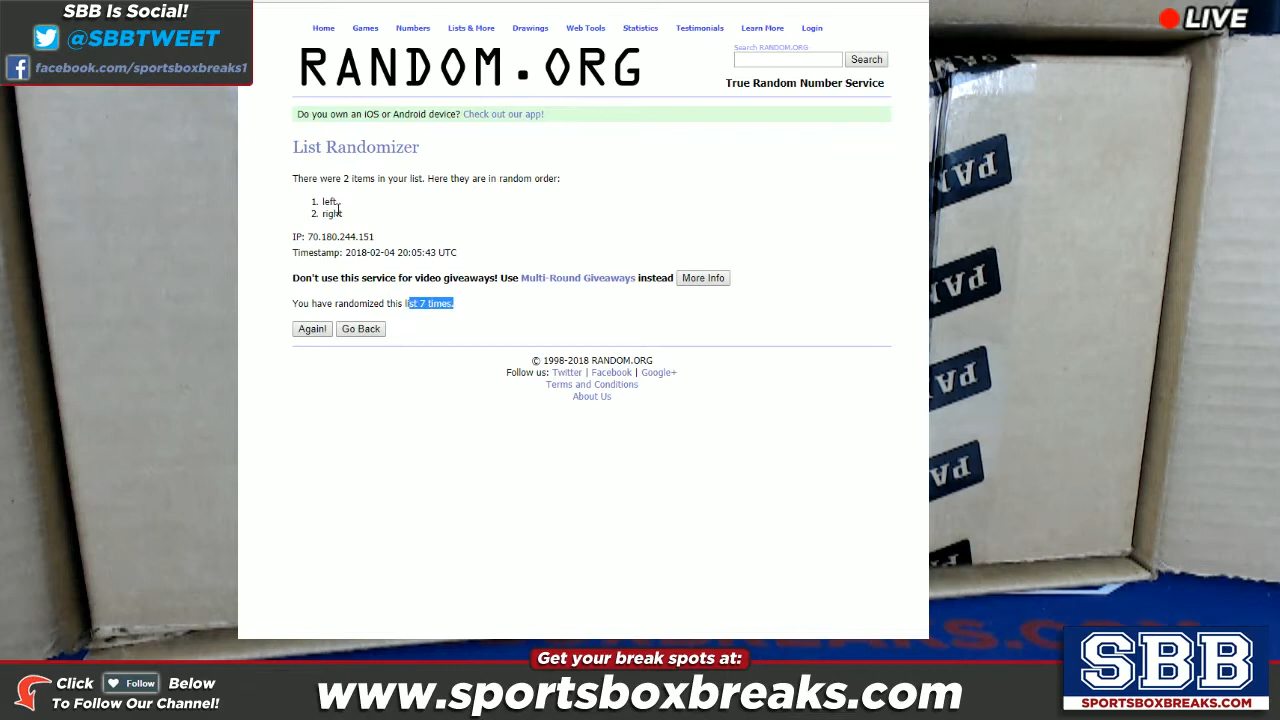 SBB Is Social!
@SBBTWEET
facebook.com/sportsboxbreaks1
LIVE
Home Games Numbers Lists & More Drawings Web Tools Statistics Testimonials Learn More Login
RANDOM.ORG
Search RANDOM.ORG
Search
True Random Number Service
Do you own an iOS or Android device? Check out our app!
List Randomizer
There were 2 items in your list. Here they are in random order:
1. left
2. right
IP: 70.180.244.151
Timestamp: 2018-02-04 20:05:43 UTC
Don't use this service for video giveaways! Use Multi-Round Giveaways instead More Info
You have randomized this list 7 times.
Again! Go Back
© 1998-2018 RANDOM.ORG
Follow us: Twitter | Facebook | Google+
Terms and Conditions
About Us
Get your break spots at:
Click Follow Below
To Follow Our Channel!
www.sportsboxbreaks.com
SBB
SPORTSBOXBREAKS.COM